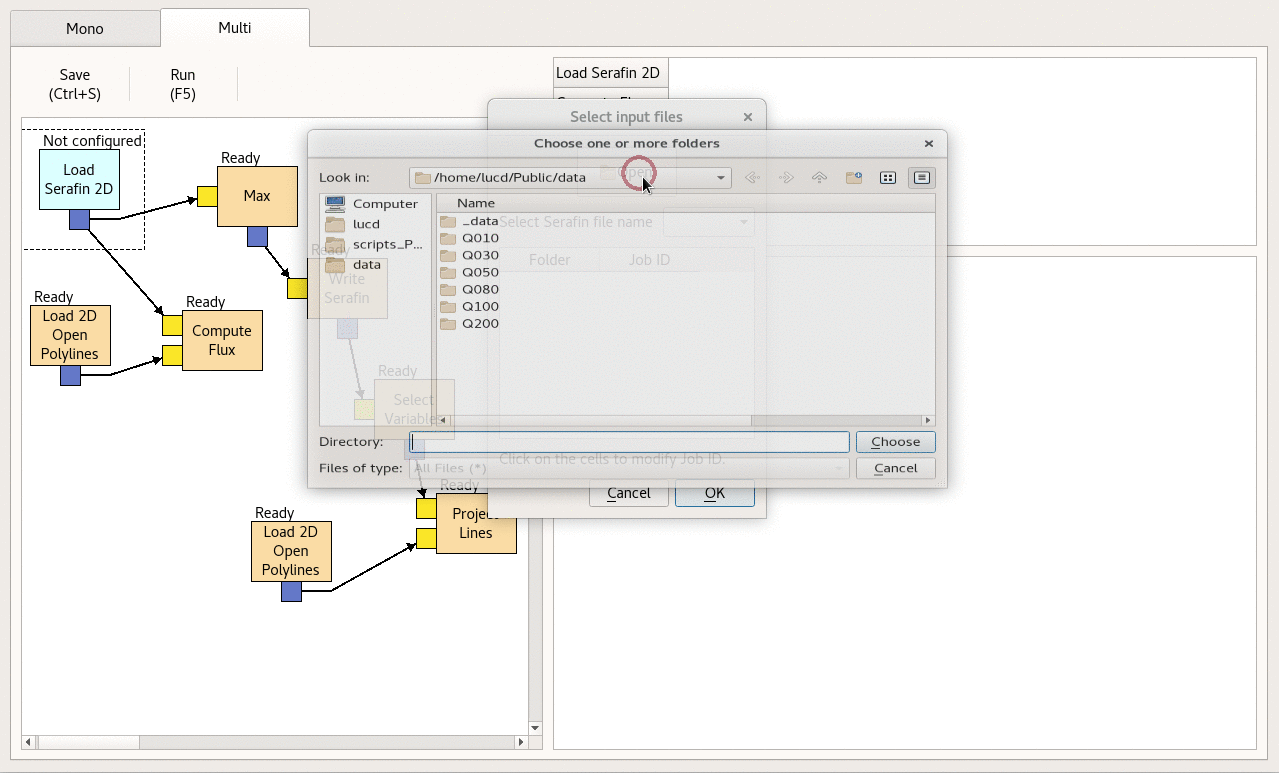 Mono
Multi
Save
(Ctrl+S)
Run
(F5)
Load Serafin 2D
Select input files
Choose one or more folders
Look in:
/home/lucd/Public/data
Open
Computer
lucd
scripts_P...
data
Name
_data
Q010
Q030
Q050
Q080
Q100
Q200
Select Serafin file name
Folder
Job ID
Directory:
Choose
Click on the cells to modify Job ID.
Files of type:
All Files (*)
Cancel
Cancel
OK
Not configured
Load
Serafin 2D
Ready
Max
Ready
Write
Serafin
Ready
Load 2D
Open
Polylines
Ready
Compute
Flux
Ready
Select
Variables
Ready
Project
Lines
Ready
Load 2D
Open
Polylines